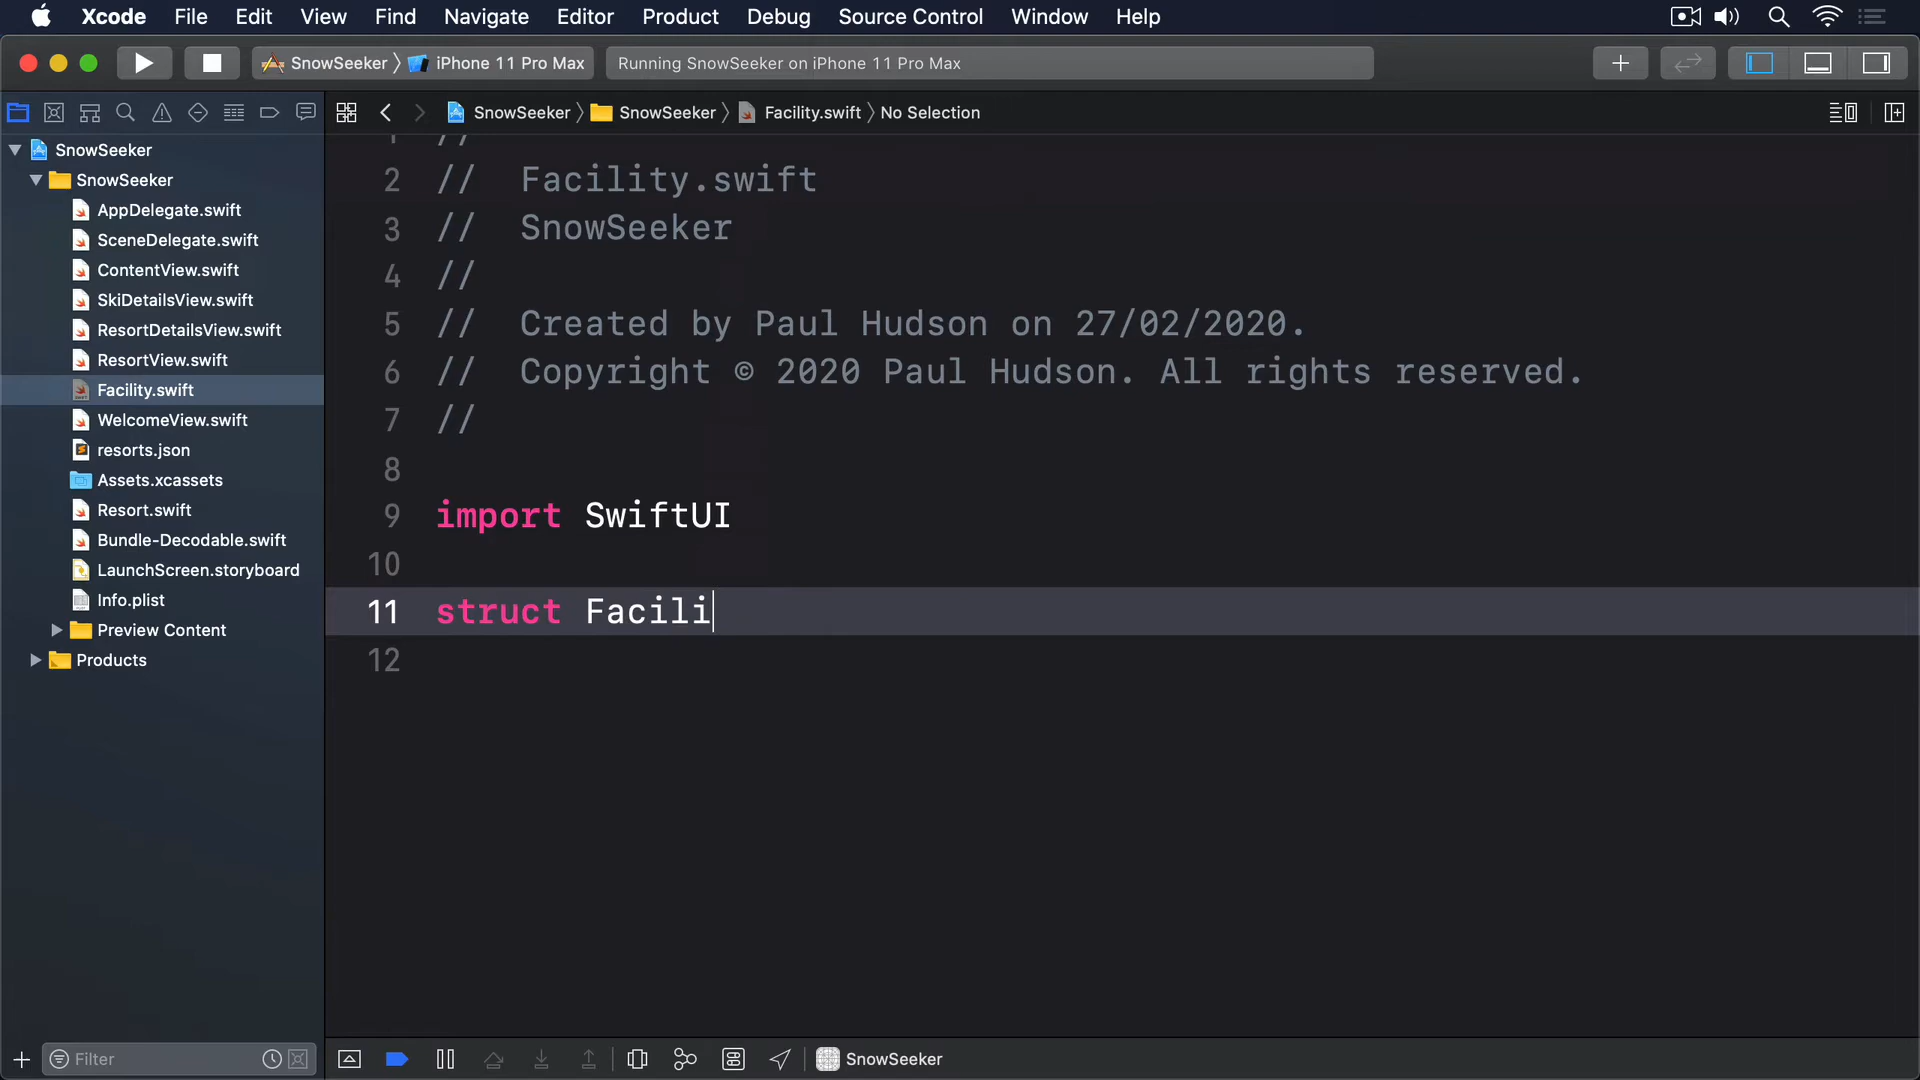 Xcode File Edit View Find Navigate Editor Product Debug Source Control Window Help
SnowSeeker iPhone 11 Pro Max Running SnowSeeker on iPhone 11 Pro Max
SnowSeeker SnowSeeker Facility.swift No Selection
SnowSeeker
SnowSeeker
AppDelegate.swift
SceneDelegate.swift
ContentView.swift
SkiDetailsView.swift
ResortDetailsView.swift
ResortView.swift
Facility.swift
WelcomeView.swift
resorts.json
Assets.xcassets
Resort.swift
Bundle-Decodable.swift
LaunchScreen.storyboard
Info.plist
Preview Content
Products
Filter
1 //
2 // Facility.swift
3 // SnowSeeker
4 //
5 // Created by Paul Hudson on 27/02/2020.
6 // Copyright © 2020 Paul Hudson. All rights reserved.
7 //
8
9 import SwiftUI
10
11 struct Facili
12
SnowSeeker